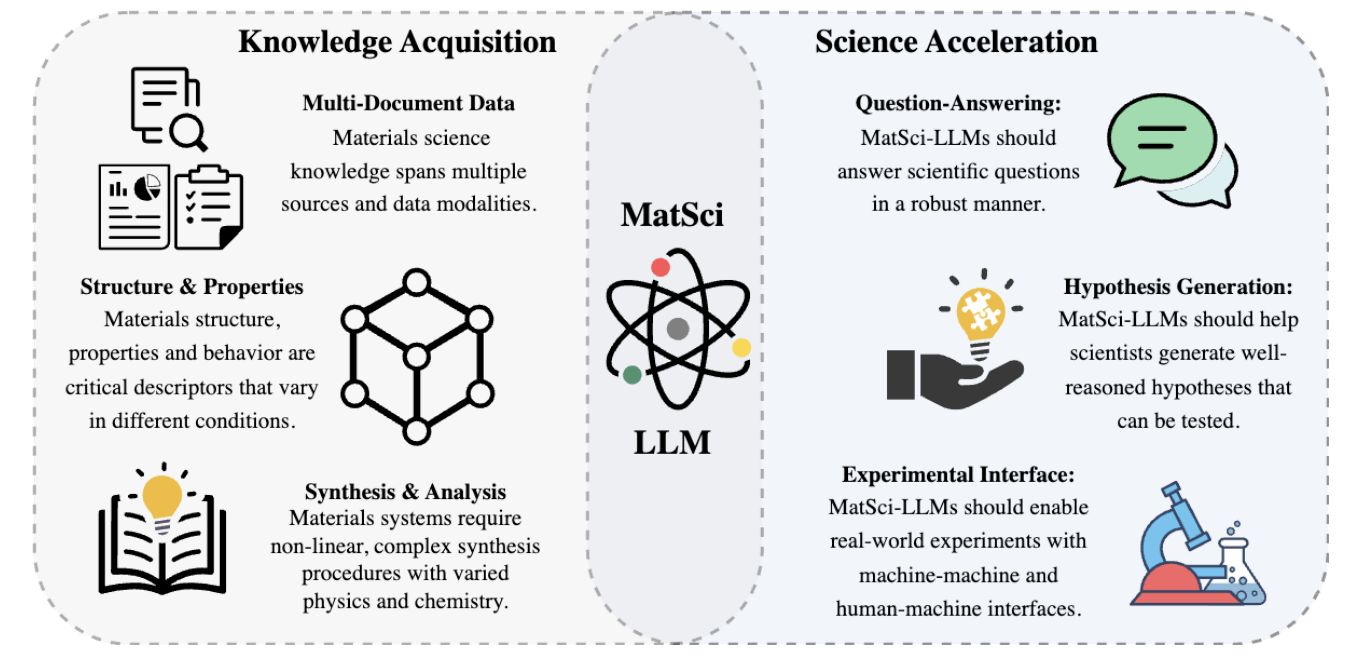 Knowledge Acquisition
Multi-Document Data
Materials science
knowledge spans multiple
sources and data modalities.
Structure & Properties
Materials structure,
properties and behavior are
critical descriptors that vary
in different conditions.
Synthesis & Analysis
Materials systems require
non-linear, complex synthesis
procedures with varied
physics and chemistry.
MatSci
LLM
Science Acceleration
Question-Answering:
MatSci-LLMs should
answer scientific questions
in a robust manner.
Hypothesis Generation:
MatSci-LLMs should help
scientists generate well-
reasoned hypotheses that
can be tested.
Experimental Interface:
MatSci-LLMs should enable
real-world experiments with
machine-machine and
human-machine interfaces.